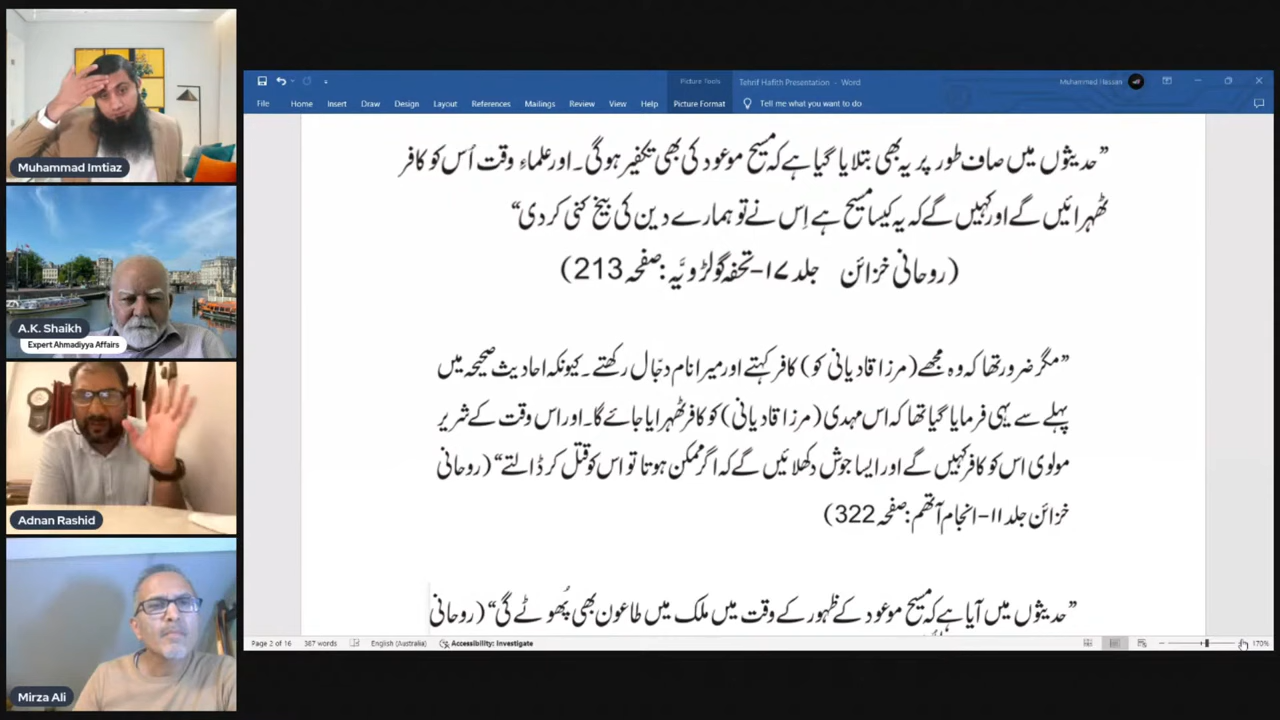 Muhammad Imtiaz
A.K. Shaikh
Expert Ahmadiyya Affairs
Adnan Rashid
Mirza Ali
Picture Tools
Tehrif Hafith Presentation - Word
Muhammad Hassan
File Home Insert Draw Design Layout References Mailings Review View Help Picture Format Tell me what you want to do
”حدیثوں میں صاف طور پر یہ بھی بتلایا گیا ہے کہ مسیح موعود کی بھی تکفیر ہوگی۔ اور علماء وقت اُس کو کافر
ٹھہرائیں گے اور کہیں گے کہ یہ کیسا مسیح ہے اِس نے تو ہمارے دین کی بیخ کنی کر دی“
(روحانی خزائن جلد ۱۷-تحفہ گولڑویَّہ: صفحہ 213)
”مگر ضرور تھا کہ وہ مجھے (مرزا قادیانی کو) کافر کہتے اور میرا نام دجّال رکھتے۔ کیونکہ احادیث صحیحہ میں
پہلے سے یہی فرمایا گیا تھا کہ اس مہدی (مرزا قادیانی) کو کافر ٹھہرایا جائے گا۔ اور اس وقت کے شریر
مولوی اس کو کافر کہیں گے اور ایسا جوش دکھلائیں گے کہ اگر ممکن ہوتا تو اس کو قتل کر ڈالتے“ (روحانی
خزائن جلد ۱۱-انجام آتھم: صفحہ 322)
”حدیثوں میں آیا ہے کہ مسیح موعود کے ظہور کے وقت میں ملک میں طاعون بھی پُھوٹے گی“ (روحانی
Page 2 of 16 387 words English (Australia) Accessibility: Investigate 170%